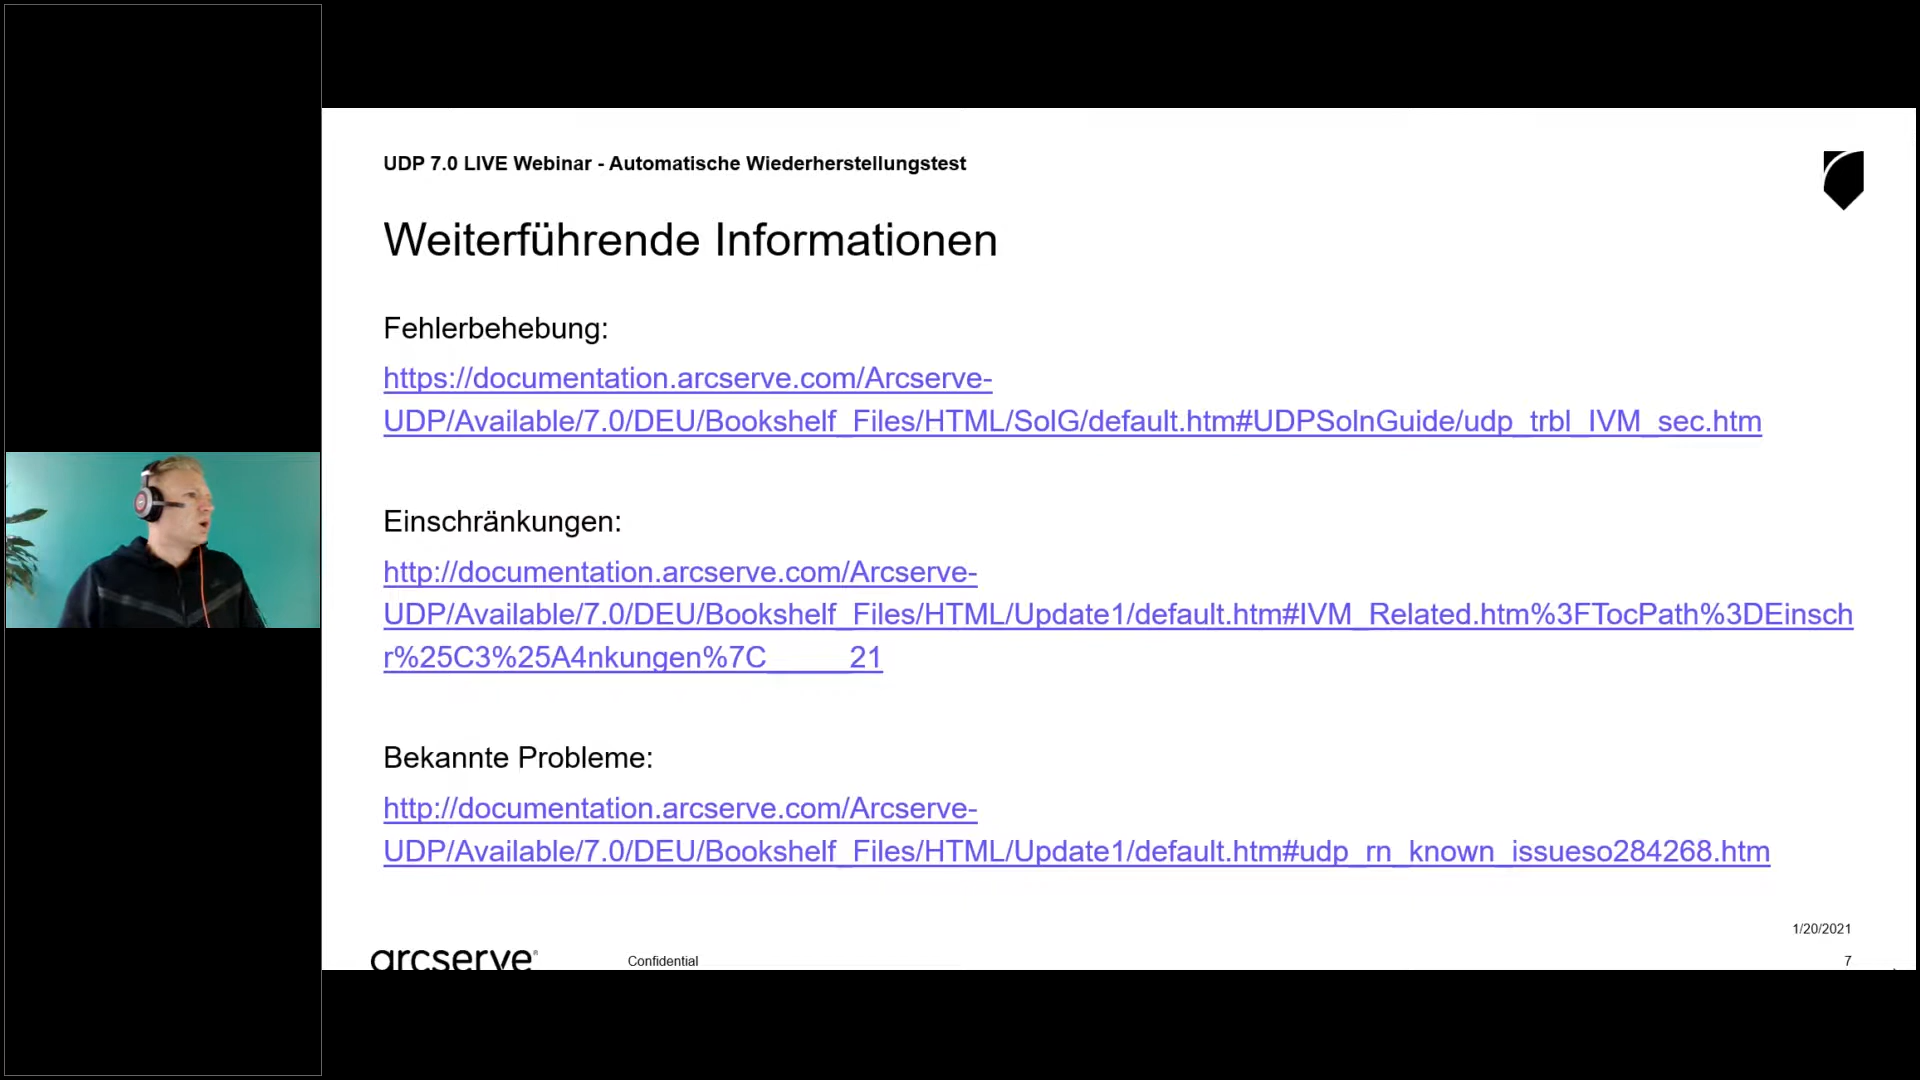 UDP 7.0 LIVE Webinar - Automatische Wiederherstellungstest
Weiterführende Informationen
Fehlerbehebung:
https://documentation.arcserve.com/Arcserve-
UDP/Available/7.0/DEU/Bookshelf_Files/HTML/SolG/default.htm#UDPSolnGuide/udp_trbl_IVM_sec.htm
Einschränkungen:
http://documentation.arcserve.com/Arcserve-
UDP/Available/7.0/DEU/Bookshelf_Files/HTML/Update1/default.htm#IVM_Related.htm%3FTocPath%3DEinsch
r%25C3%25A4nkungen%7C_____21
Bekannte Probleme:
http://documentation.arcserve.com/Arcserve-
UDP/Available/7.0/DEU/Bookshelf_Files/HTML/Update1/default.htm#udp_rn_known_issueso284268.htm
1/20/2021
arcserve®
Confidential
7